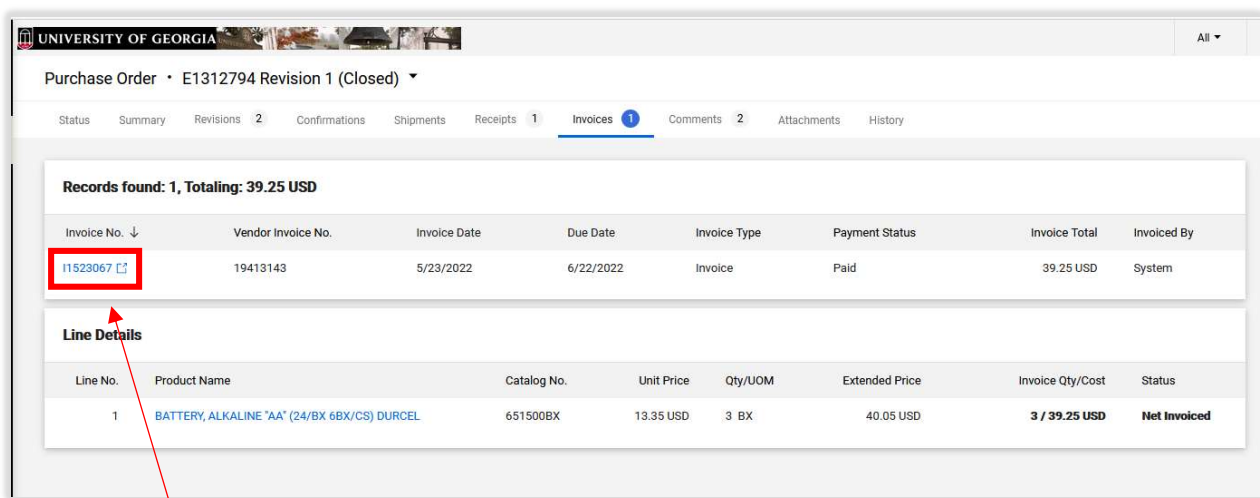 UNIVERSITY OF GEORGIA
All
Purchase Order • E1312794 Revision 1 (Closed)
Status Summary Revisions 2 Confirmations Shipments Receipts 1 Invoices 1 Comments 2 Attachments History
Records found: 1, Totaling: 39.25 USD
Invoice No. ↓ Vendor Invoice No. Invoice Date Due Date Invoice Type Payment Status Invoice Total Invoiced By
I1523067 19413143 5/23/2022 6/22/2022 Invoice Paid 39.25 USD System
Line Details
Line No. Product Name Catalog No. Unit Price Qty/UOM Extended Price Invoice Qty/Cost Status
1 BATTERY, ALKALINE "AA" (24/BX 6BX/CS) DURCEL 651500BX 13.35 USD 3 BX 40.05 USD 3 / 39.25 USD Net Invoiced